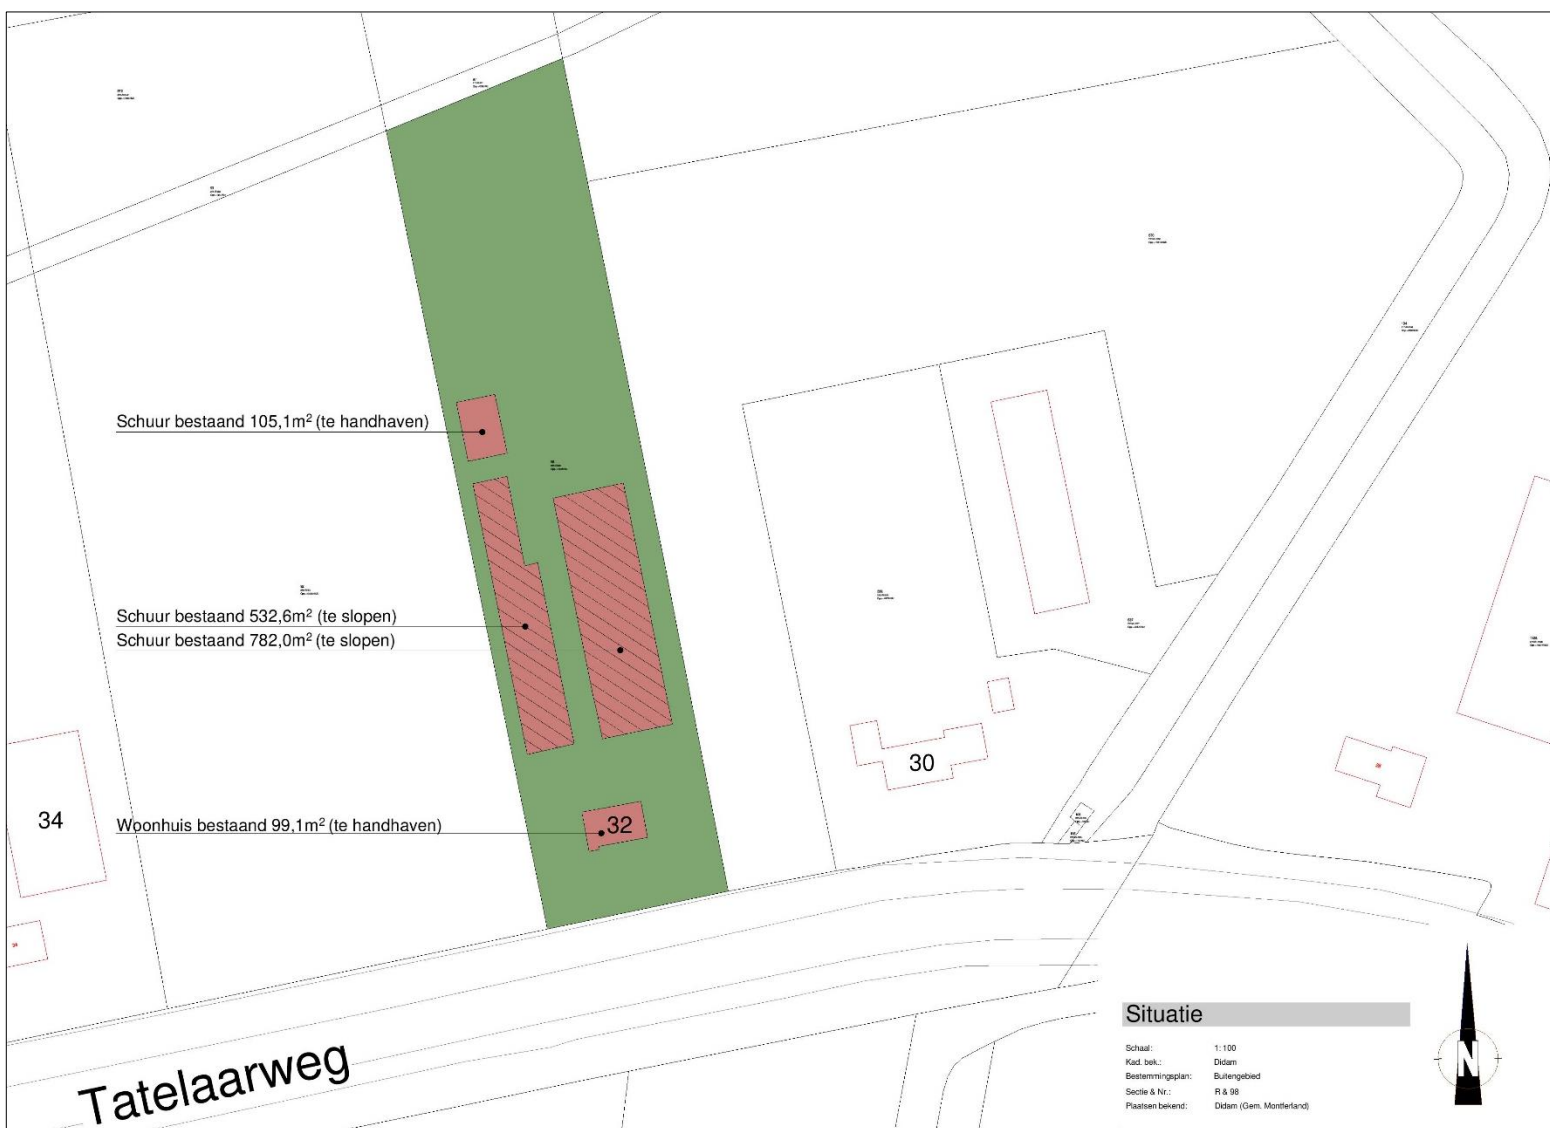 Schuur bestaand 105,1m² (te handhaven)
Schuur bestaand 532,6m² (te slopen)
Schuur bestaand 782,0m² (te slopen)
30
34
Woonhuis bestaand 99,1m² (te handhaven)
32
Tatelaarweg
Situatie
Schaal: 1:100
Kad. bek.: Didam
Bestemmingsplan: Buitengebied
Sectie & Nr.: R & 98
Plaatsen bekend: Didam (Gem. Montferland)
N